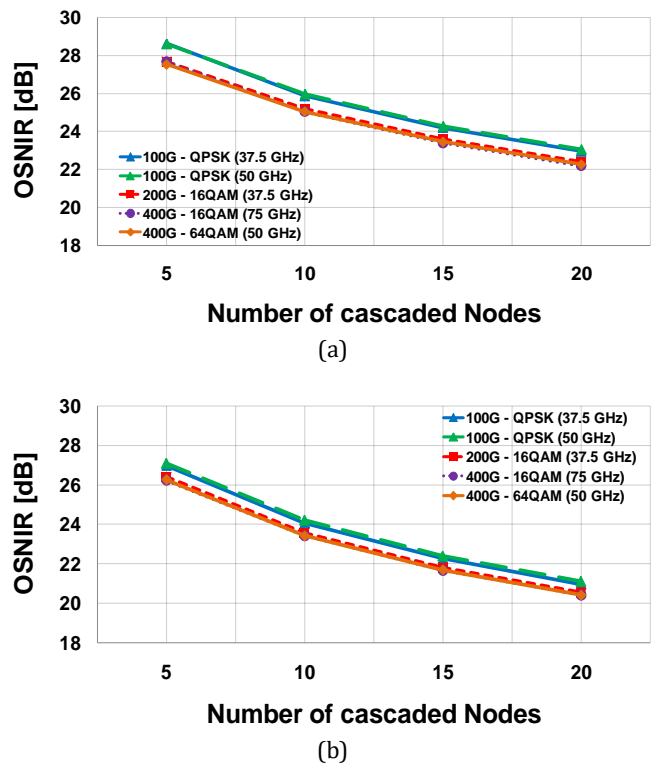 30
28
26
24
22
20
18
OSNIR [dB]
100G - QPSK (37.5 GHz)
100G - QPSK (50 GHz)
200G - 16QAM (37.5 GHz)
400G - 16QAM (75 GHz)
400G - 64QAM (50 GHz)
5 10 15 20
Number of cascaded Nodes
(a)
30
28
26
24
22
20
18
OSNIR [dB]
100G - QPSK (37.5 GHz)
100G - QPSK (50 GHz)
200G - 16QAM (37.5 GHz)
400G - 16QAM (75 GHz)
400G - 64QAM (50 GHz)
5 10 15 20
Number of cascaded Nodes
(b)